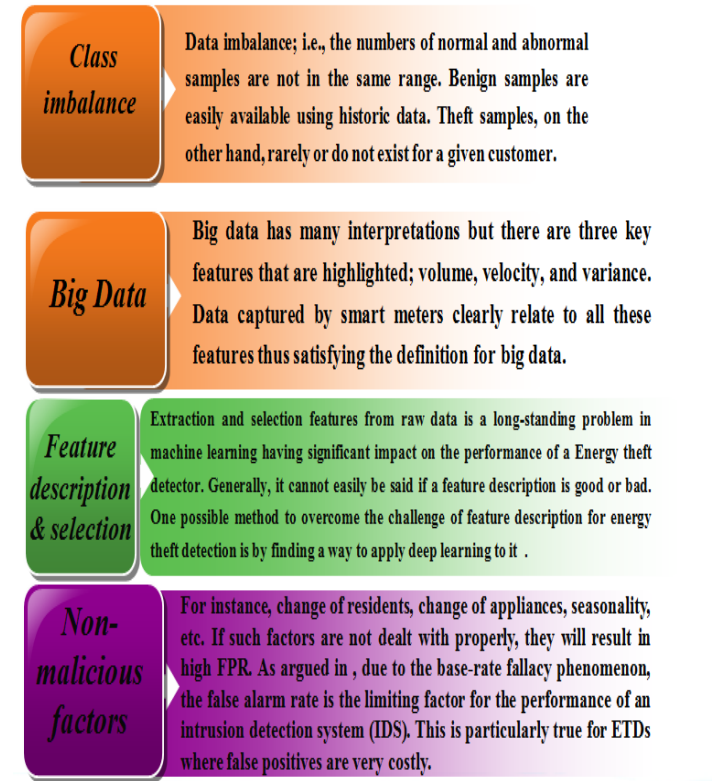 Class
imbalance
Data imbalance; i.e., the numbers of normal and abnormal
samples are not in the same range. Benign samples are
easily available using historic data. Theft samples, on the
other hand, rarely or do not exist for a given customer.
Big Data
Big data has many interpretations but there are three key
features that are highlighted; volume, velocity, and variance.
Data captured by smart meters clearly relate to all these
features thus satisfying the definition for big data.
Feature
description
& selection
Extraction and selection features from raw data is a long-standing problem in
machine learning having significant impact on the performance of a Energy theft
detector. Generally, it cannot easily be said if a feature description is good or bad.
One possible method to overcome the challenge of feature description for energy
theft detection is by finding a way to apply deep learning to it .
Non-
malicious
factors
For instance, change of residents, change of appliances, seasonality,
etc. If such factors are not dealt with properly, they will result in
high FPR. As argued in , due to the base-rate fallacy phenomenon,
the false alarm rate is the limiting factor for the performance of an
intrusion detection system (IDS). This is particularly true for ETDs
where false positives are very costly.